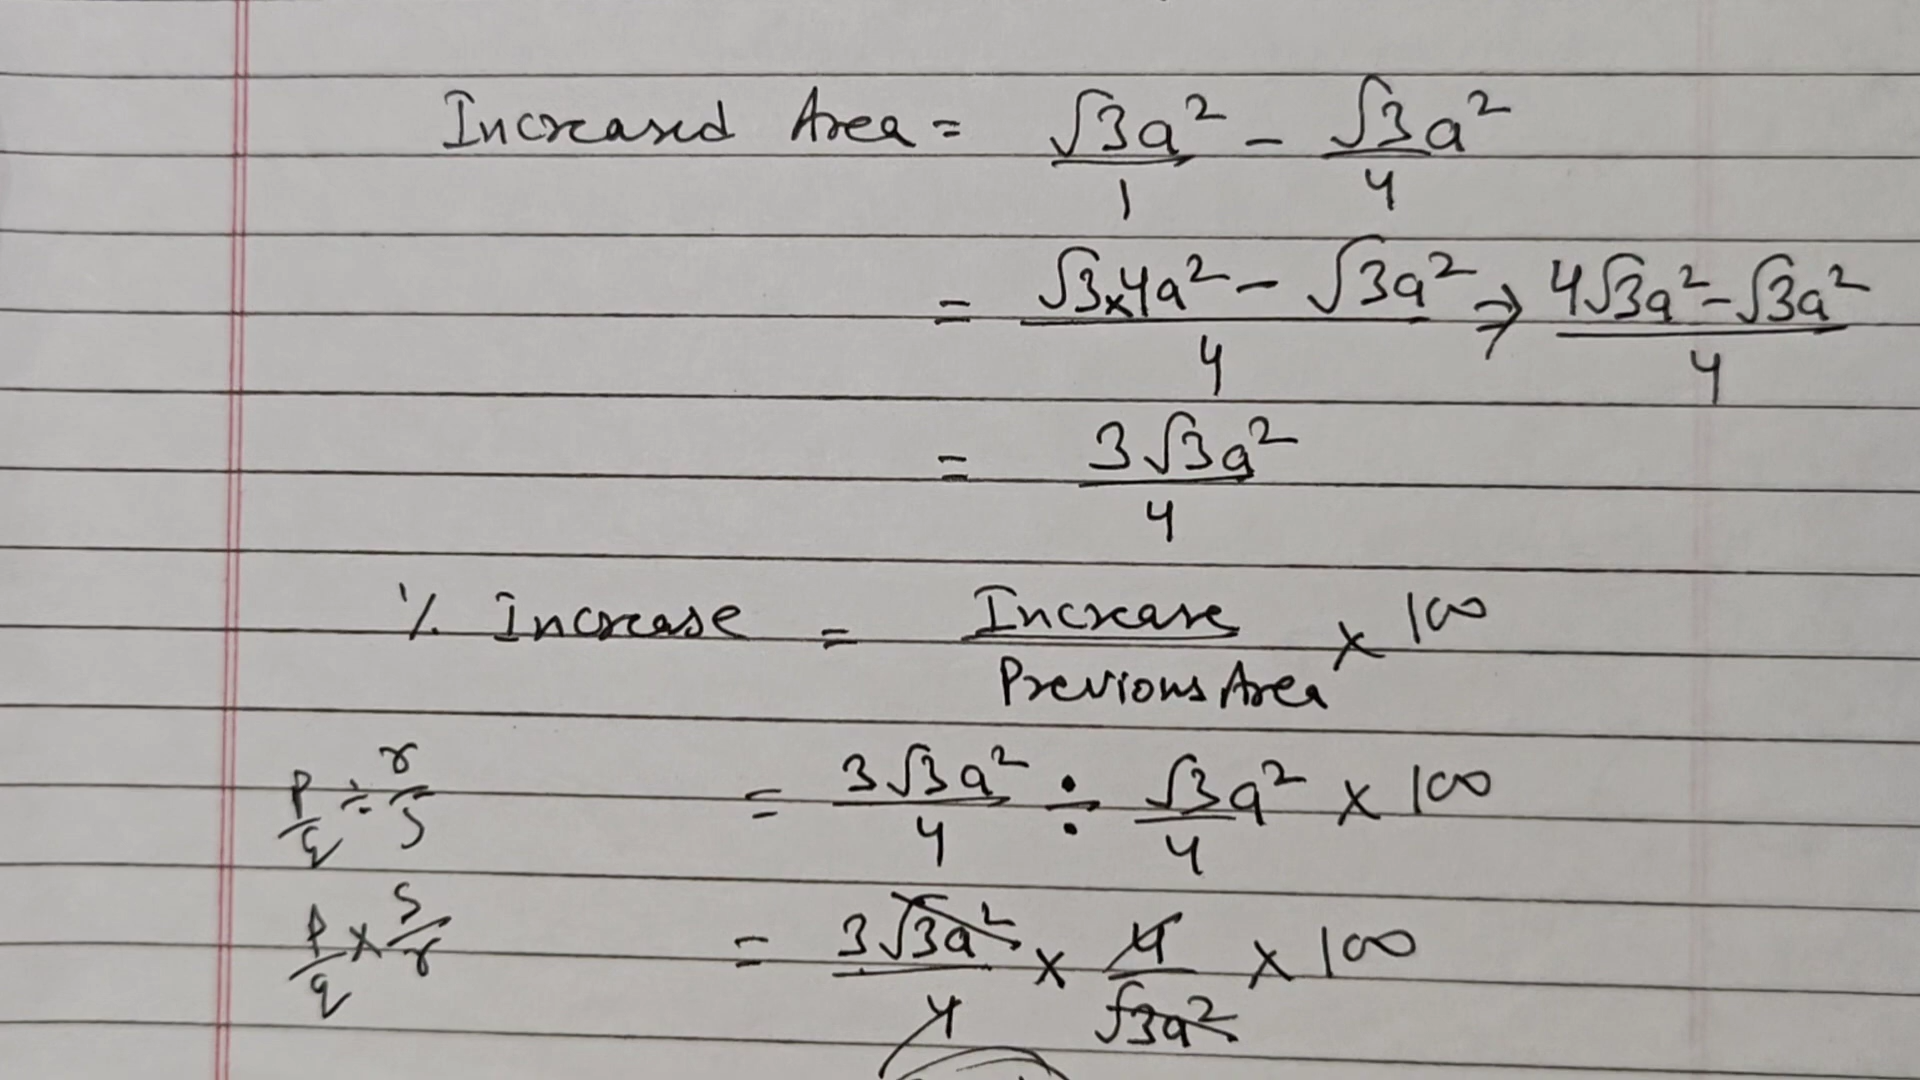 Increased Area = √3a²/1 - √3a²/4
= √3×4a² - √3a²/4 ⇒ 4√3a² - √3a²/4
= 3√3a²/4
% Increase = Increase/Previous Area × 100
p/q ÷ r/s = 3√3a²/4 ÷ √3a²/4 × 100
p/q × s/r = 3√3a²/4 × 4/√3a² × 100